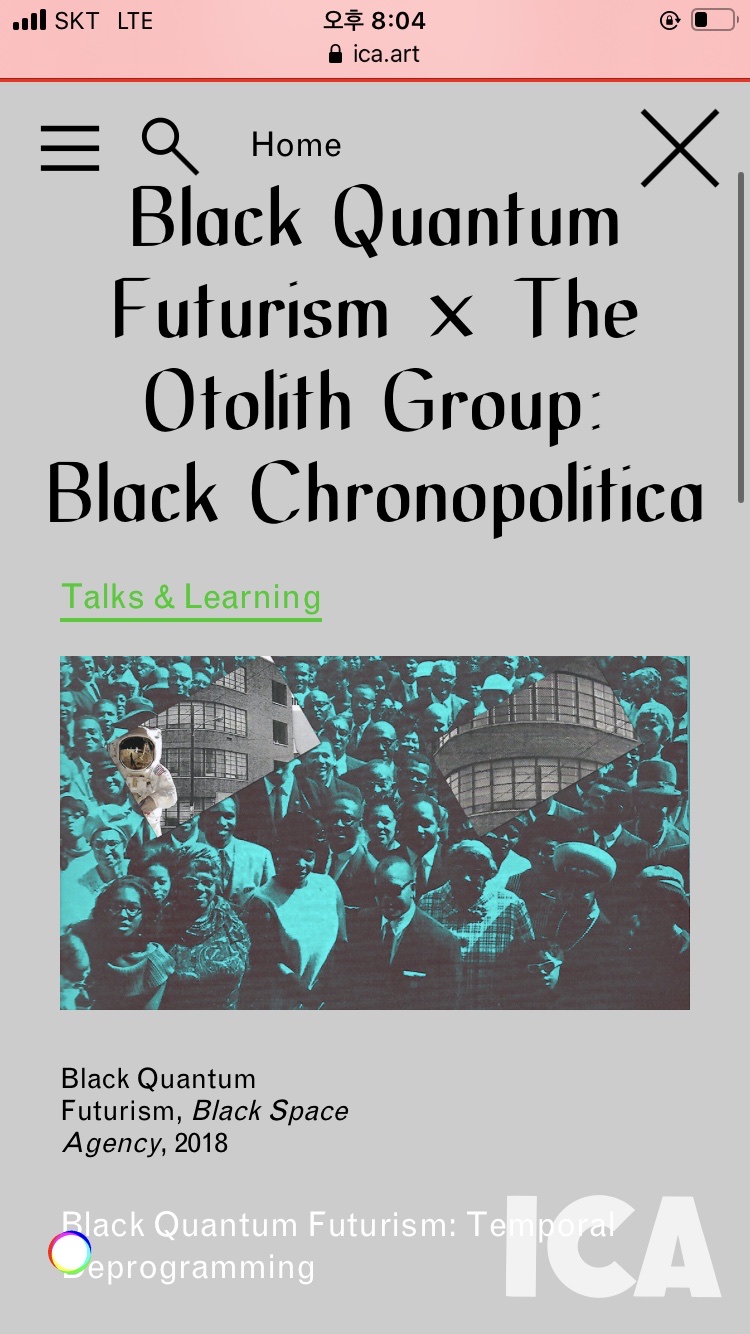 SKT LTE 오후 8:04
ica.art
Home
Black Quantum
Futurism x The
Otolith Group:
Black Chronopolitica
Talks & Learning
Black Quantum
Futurism, Black Space
Agency, 2018
Black Quantum Futurism: Temporal
Deprogramming
ICA